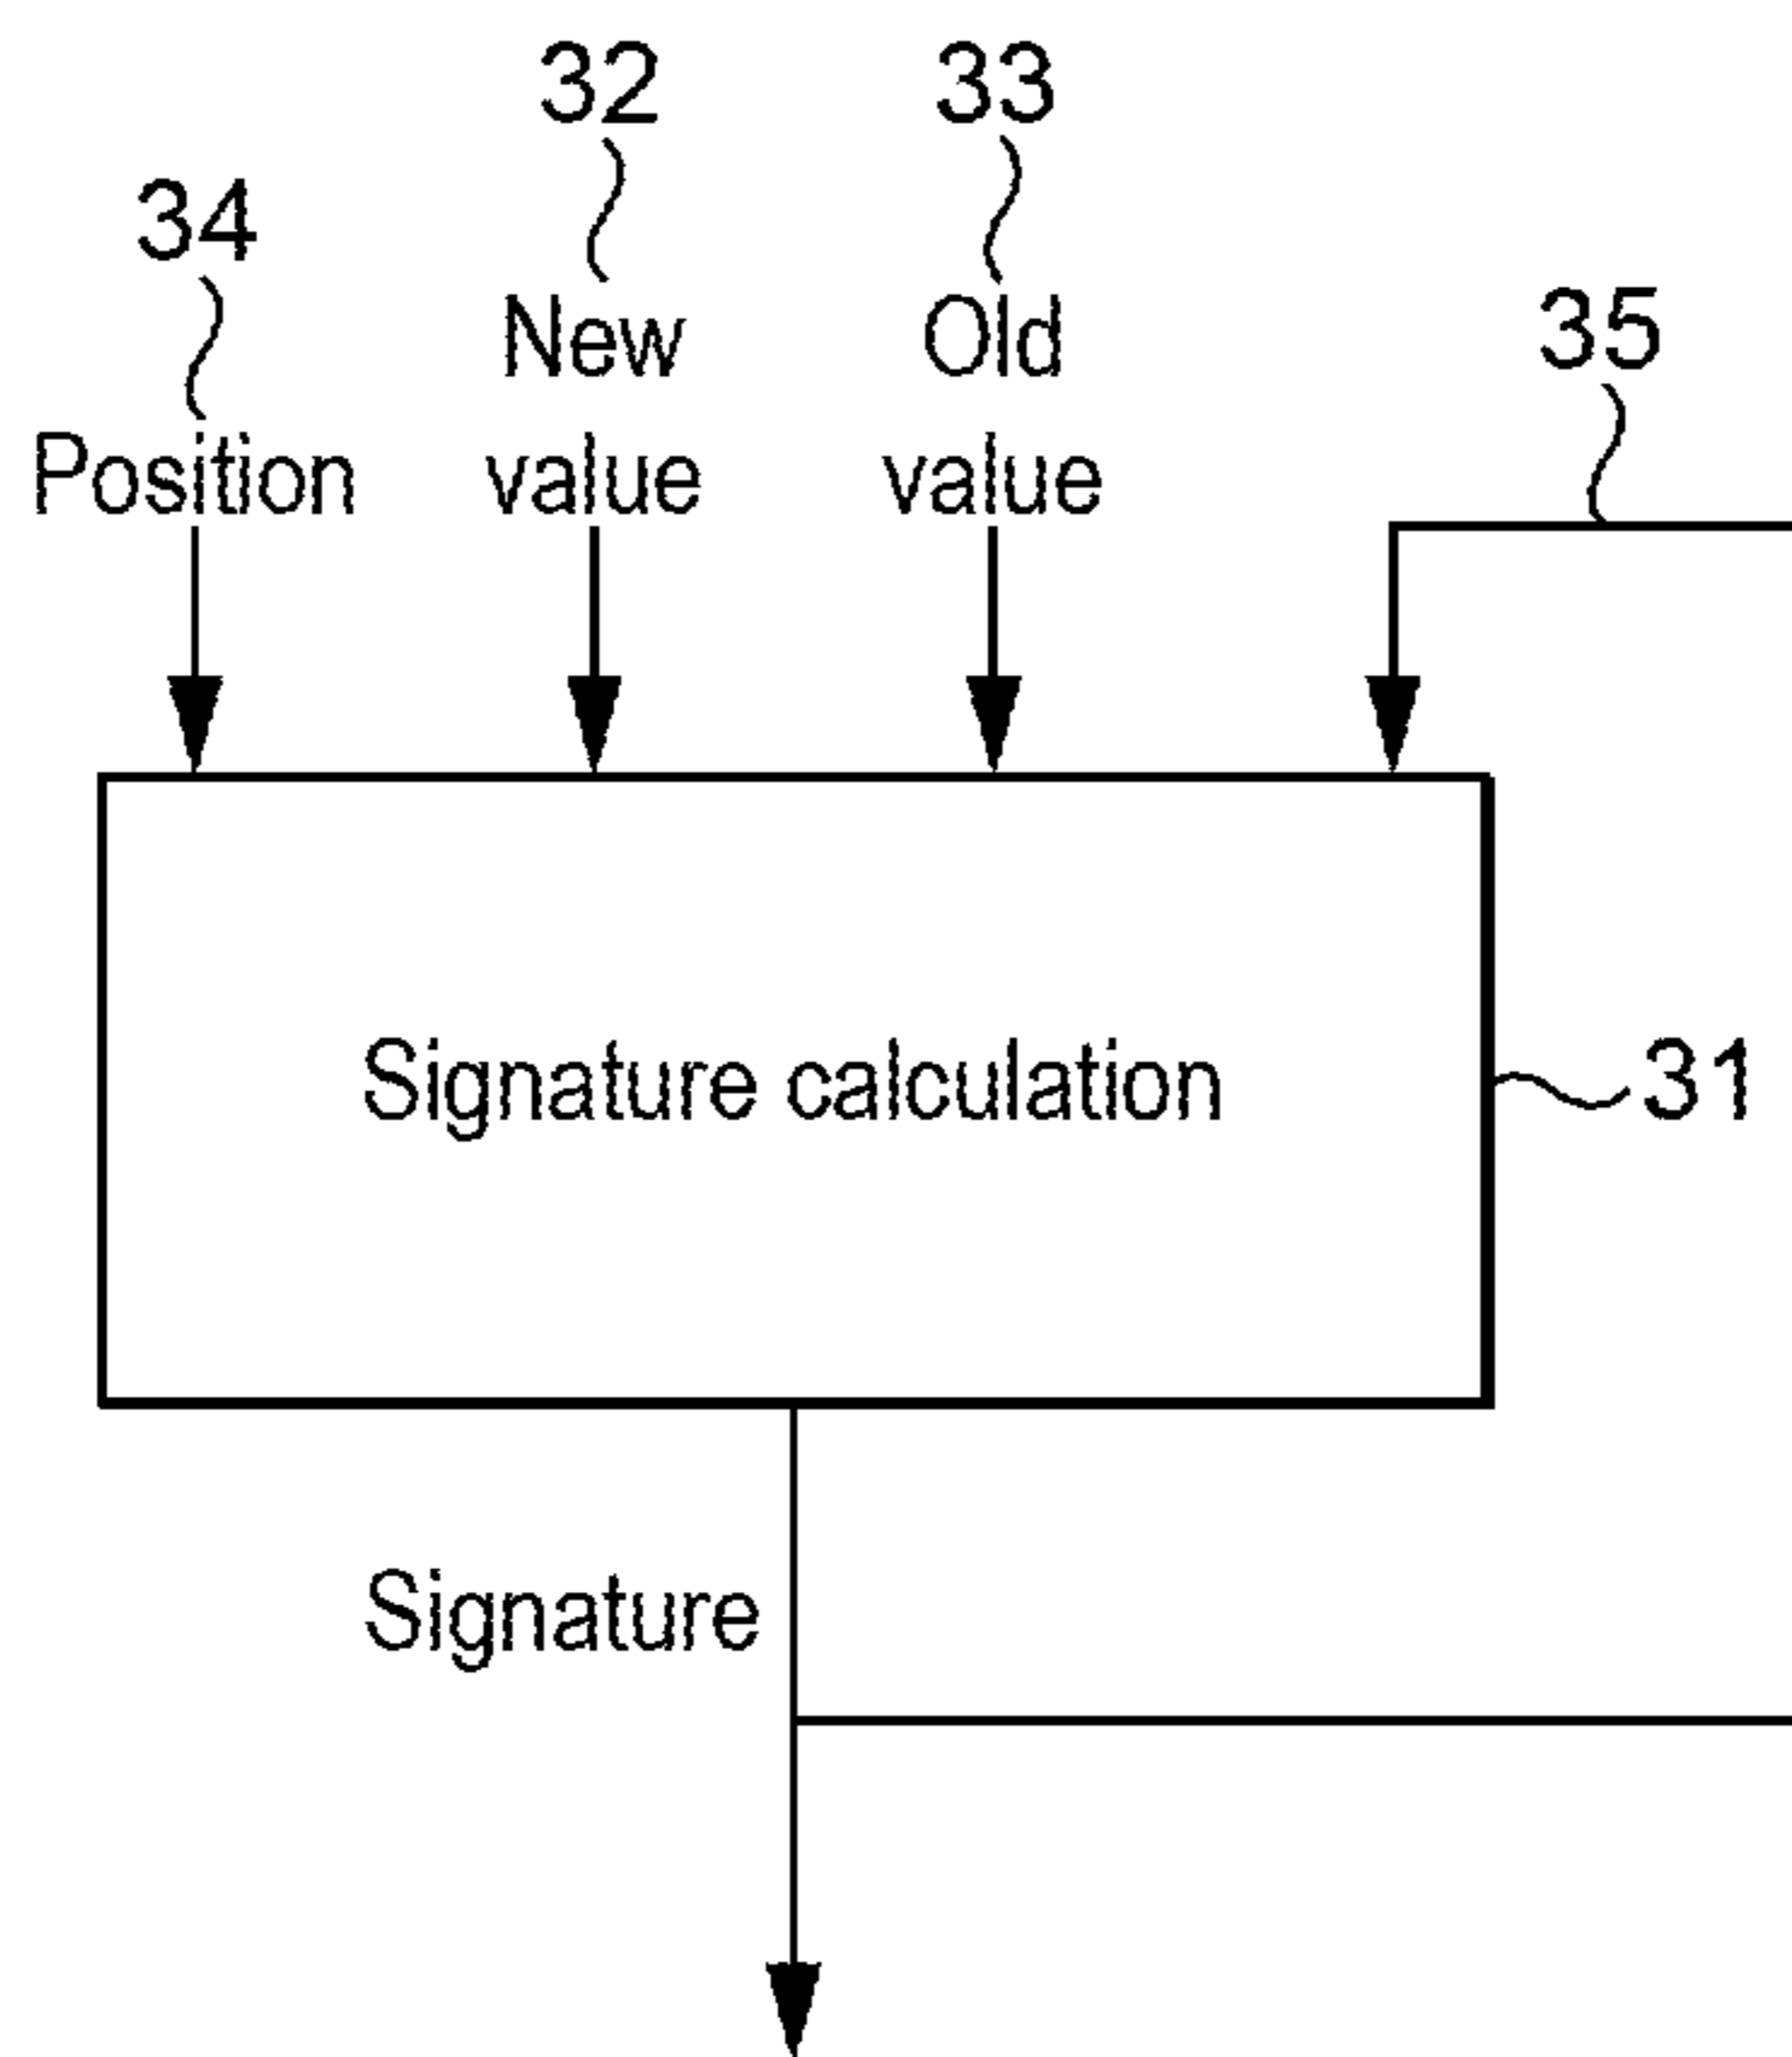 32
33
34
35
New
value
Old
value
Position
Signature calculation
31
Signature